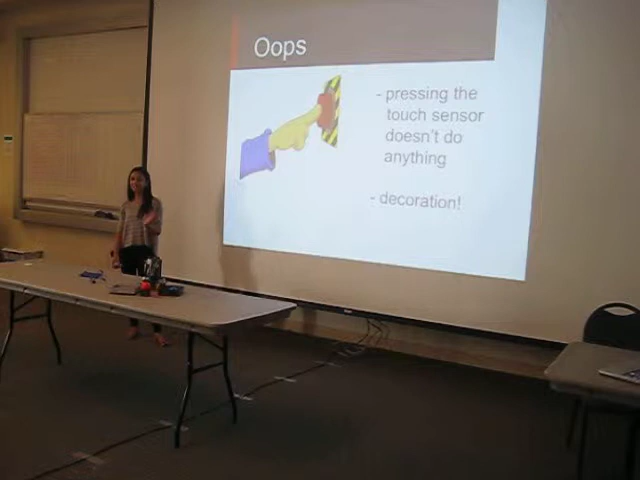 Oops
- pressing the
touch sensor
doesn't do
anything
- decoration!